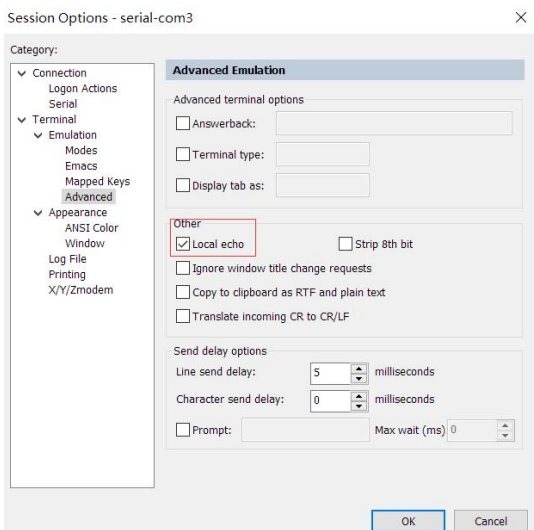 Session Options - serial-com3
Category:
Connection
Logon Actions
Serial
Terminal
Emulation
Modes
Emacs
Mapped Keys
Advanced
Appearance
ANSI Color
Window
Log File
Printing
X/Y/Zmodem
Advanced Emulation
Advanced terminal options
Answerback:
Terminal type:
Display tab as:
Other
Local echo Strip 8th bit
Ignore window title change requests
Copy to clipboard as RTF and plain text
Translate incoming CR to CR/LF
Send delay options
Line send delay: 5 milliseconds
Character send delay: 0 milliseconds
Prompt: Max wait (ms) 0
OK Cancel